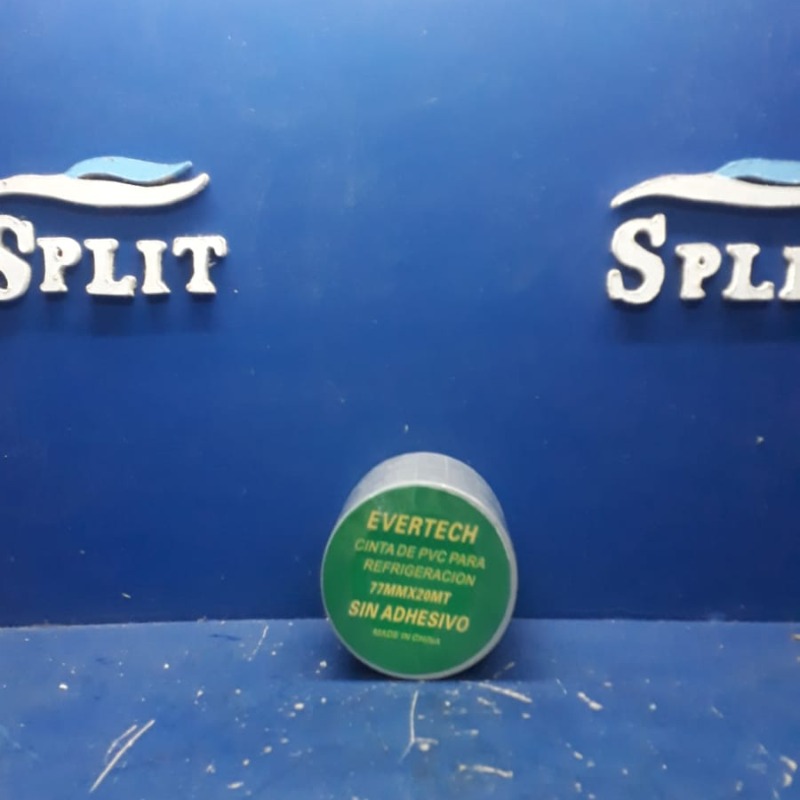 SPLIT
SPLI
EVERTECH
CINTA DE PVC PARA
REFRIGERACION
77MMX20MT
SIN ADHESIVO
MADE IN CHINA